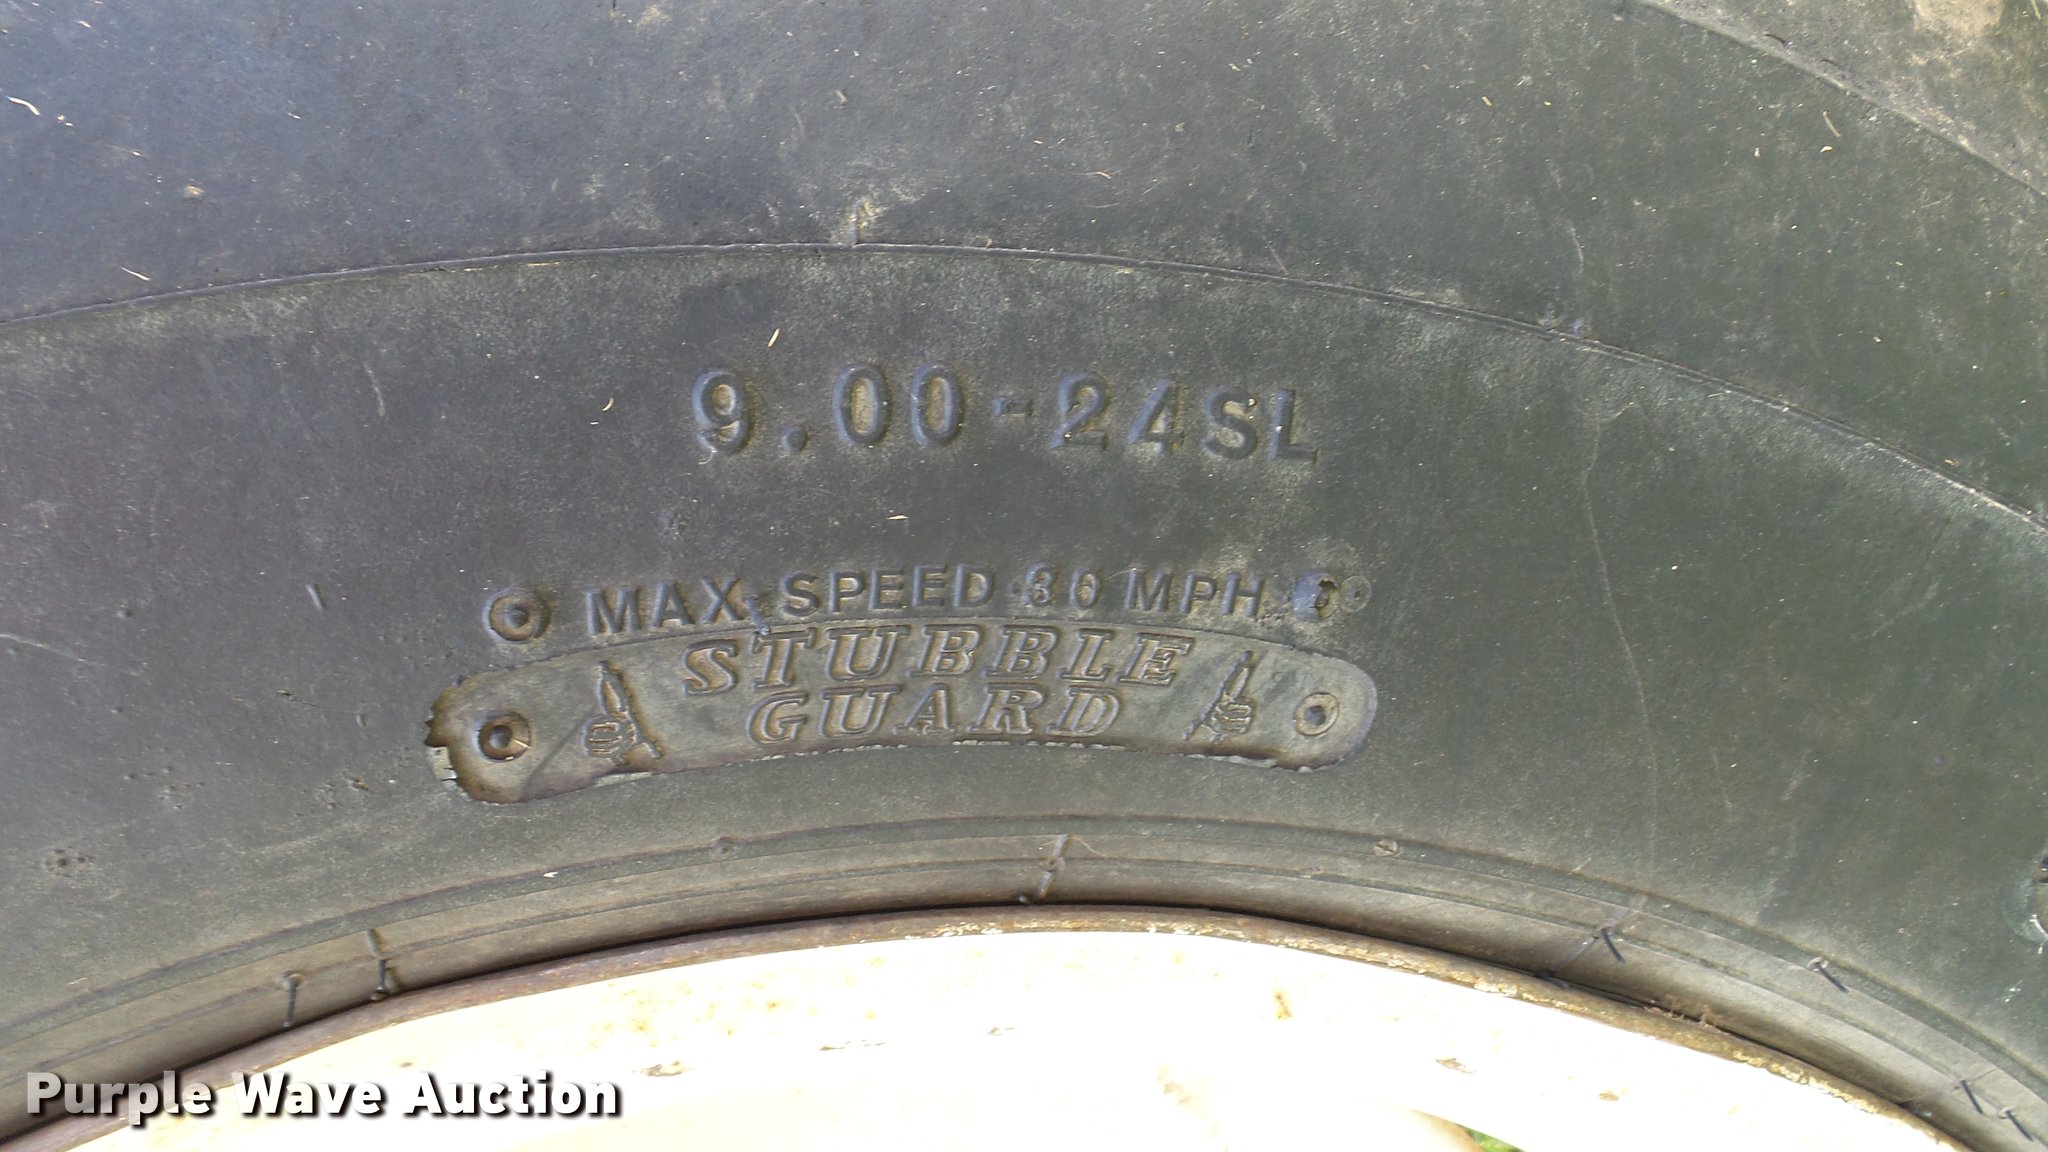 9.00-24SL
MAX SPEED 30 MPH
STUBBLE
GUARD
Purple Wave Auction